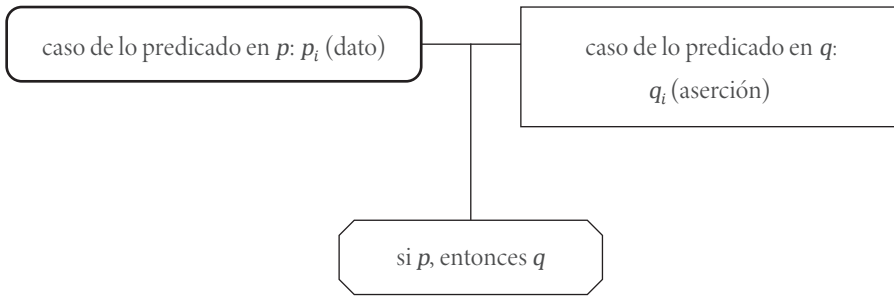 caso de lo predicado en p: pᵢ (dato)
caso de lo predicado en q:
qᵢ (aserción)
si p, entonces q